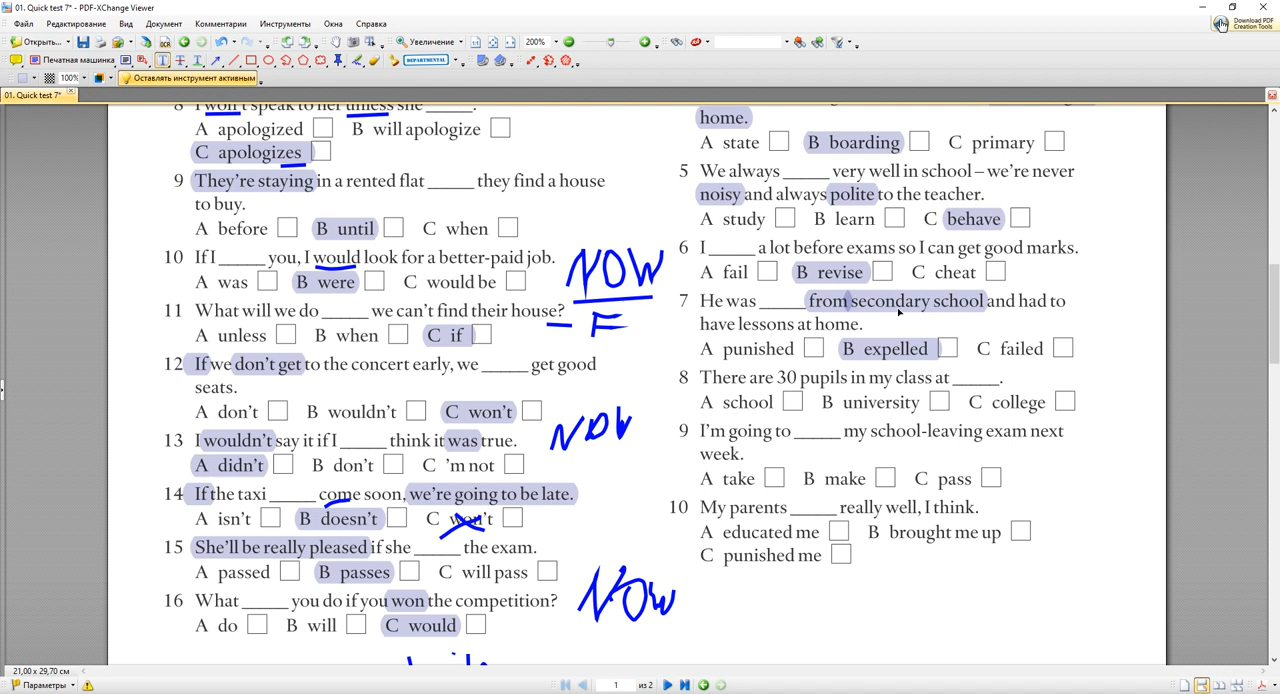 01. Quick test 7* - PDF-XChange Viewer
Файл Редактирование Вид Документ Комментарии Инструменты Окна Справка
Download PDF Creation Tools
Открыть... OCR Увеличение 200%
Печатная машинка DEPARTMENTAL
100% Оставлять инструмент активным
01. Quick test 7*
8 I won't speak to her unless she _____.
A apologized B will apologize
C apologizes
9 They're staying in a rented flat _____ they find a house
to buy.
A before B until C when
10 If I _____ you, I would look for a better-paid job.
A was B were C would be
NOW
11 What will we do _____ we can't find their house?
A unless B when C if
F
12 If we don't get to the concert early, we _____ get good
seats.
A don't B wouldn't C won't
NOW
13 I wouldn't say it if I _____ think it was true.
A didn't B don't C 'm not
14 If the taxi _____ come soon, we're going to be late.
A isn't B doesn't C won't
15 She'll be really pleased if she _____ the exam.
A passed B passes C will pass
16 What _____ you do if you won the competition?
A do B will C would
NOW
home.
A state B boarding C primary
5 We always _____ very well in school – we're never
noisy and always polite to the teacher.
A study B learn C behave
6 I _____ a lot before exams so I can get good marks.
A fail B revise C cheat
7 He was _____ from secondary school and had to
have lessons at home.
A punished B expelled C failed
8 There are 30 pupils in my class at _____.
A school B university C college
9 I'm going to _____ my school-leaving exam next
week.
A take B make C pass
10 My parents _____ really well, I think.
A educated me B brought me up
C punished me
21,00 x 29,70 см
Параметры 1 из 2